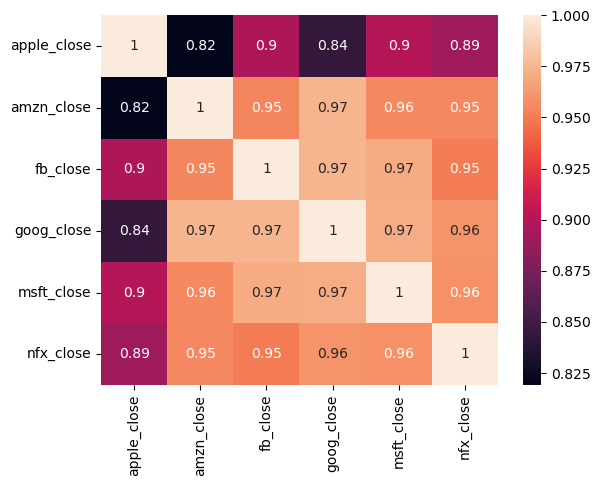 apple_close 1 0.82 0.9 0.84 0.9 0.89
amzn_close 0.82 1 0.95 0.97 0.96 0.95
fb_close 0.9 0.95 1 0.97 0.97 0.95
goog_close 0.84 0.97 0.97 1 0.97 0.96
msft_close 0.9 0.96 0.97 0.97 1 0.96
nfx_close 0.89 0.95 0.95 0.96 0.96 1
apple_close
amzn_close
fb_close
goog_close
msft_close
nfx_close
1.000
0.975
0.950
0.925
0.900
0.875
0.850
0.825